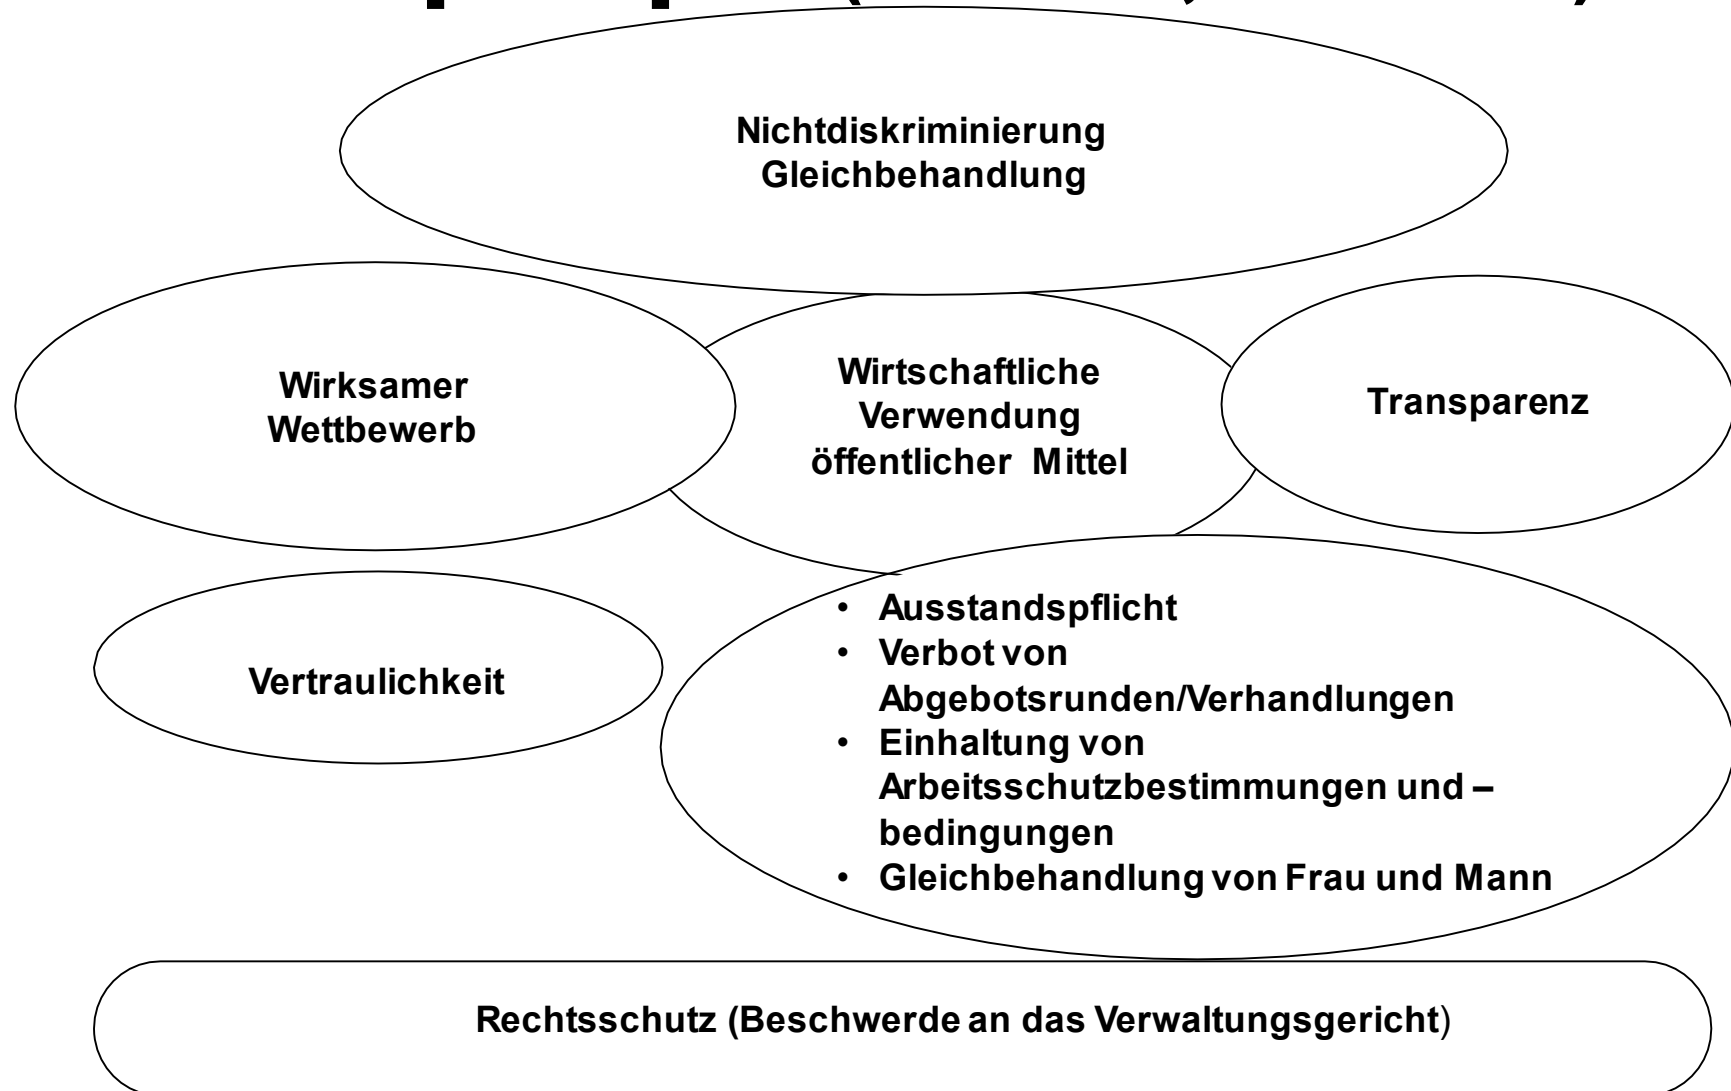 Nichtdiskriminierung
Gleichbehandlung
Wirksamer
Wettbewerb
Wirtschaftliche
Verwendung
öffentlicher Mittel
Transparenz
Vertraulichkeit
• Ausstandspflicht
• Verbot von
Abgebotsrunden/Verhandlungen
• Einhaltung von
Arbeitsschutzbestimmungen und –
bedingungen
• Gleichbehandlung von Frau und Mann
Rechtsschutz (Beschwerde an das Verwaltungsgericht)